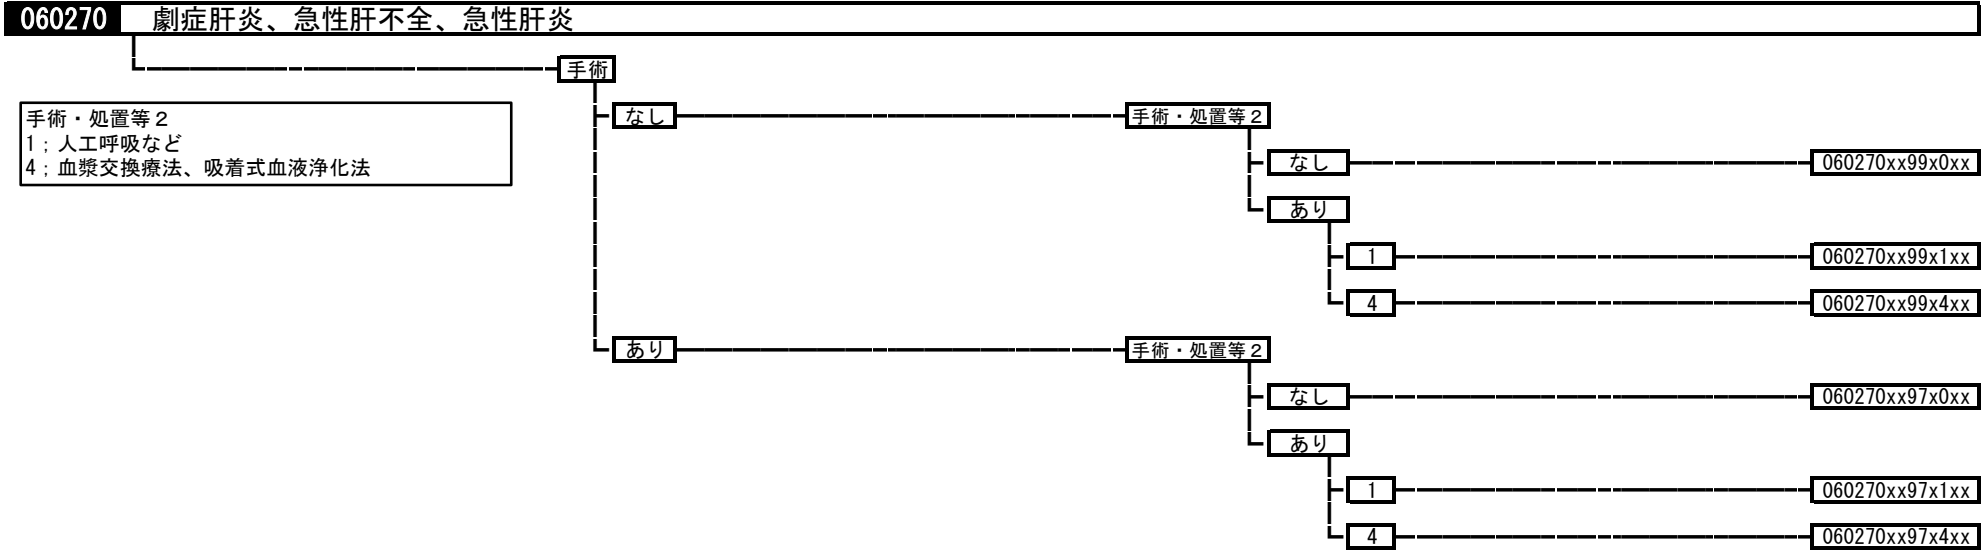 060270 劇症肝炎、急性肝不全、急性肝炎
手術
手術・処置等2
1；人工呼吸など
4；血漿交換療法、吸着式血液浄化法
なし 手術・処置等2
なし 060270xx99x0xx
あり
1 060270xx99x1xx
4 060270xx99x4xx
あり 手術・処置等2
なし 060270xx97x0xx
あり
1 060270xx97x1xx
4 060270xx97x4xx